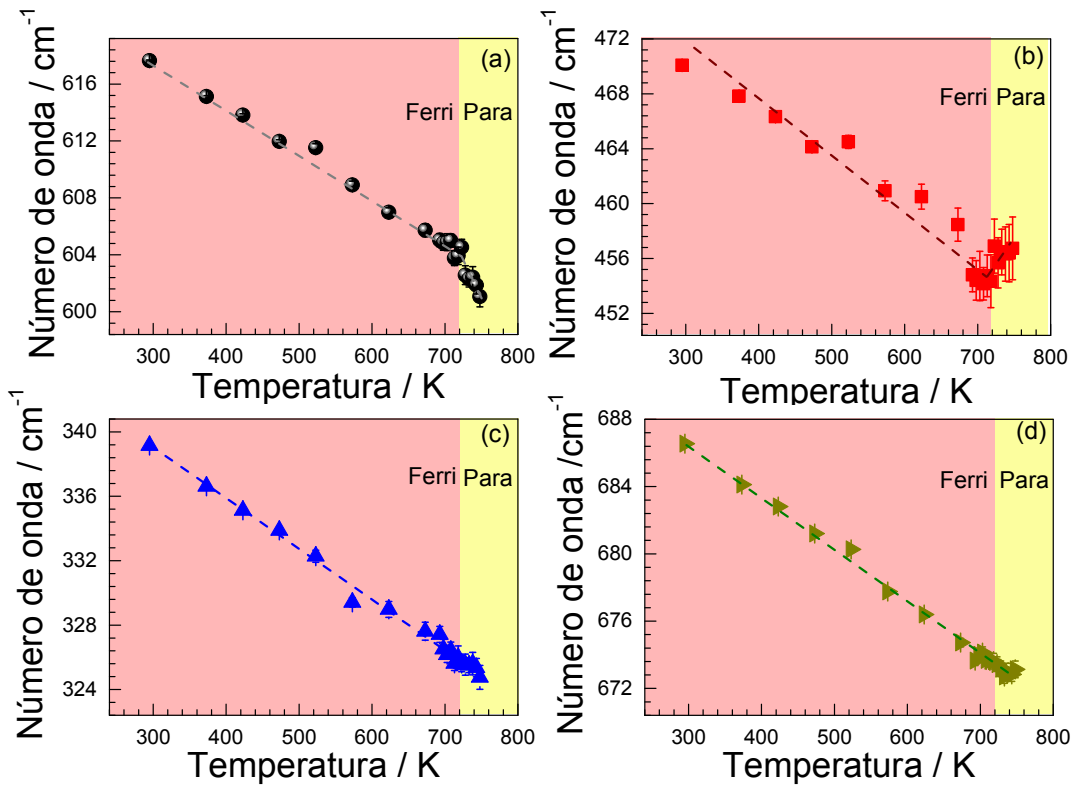 (a)
Ferri Para
616
612
608
604
600
Número de onda / cm-1
300 400 500 600 700 800
Temperatura / K
(b)
Ferri Para
472
468
464
460
456
452
Número de onda / cm-1
300 400 500 600 700 800
Temperatura / K
(c)
Ferri Para
340
336
332
328
324
Número de onda / cm-1
300 400 500 600 700 800
Temperatura / K
(d)
Ferri Para
688
684
680
676
672
Número de onda /cm-1
300 400 500 600 700 800
Temperatura / K